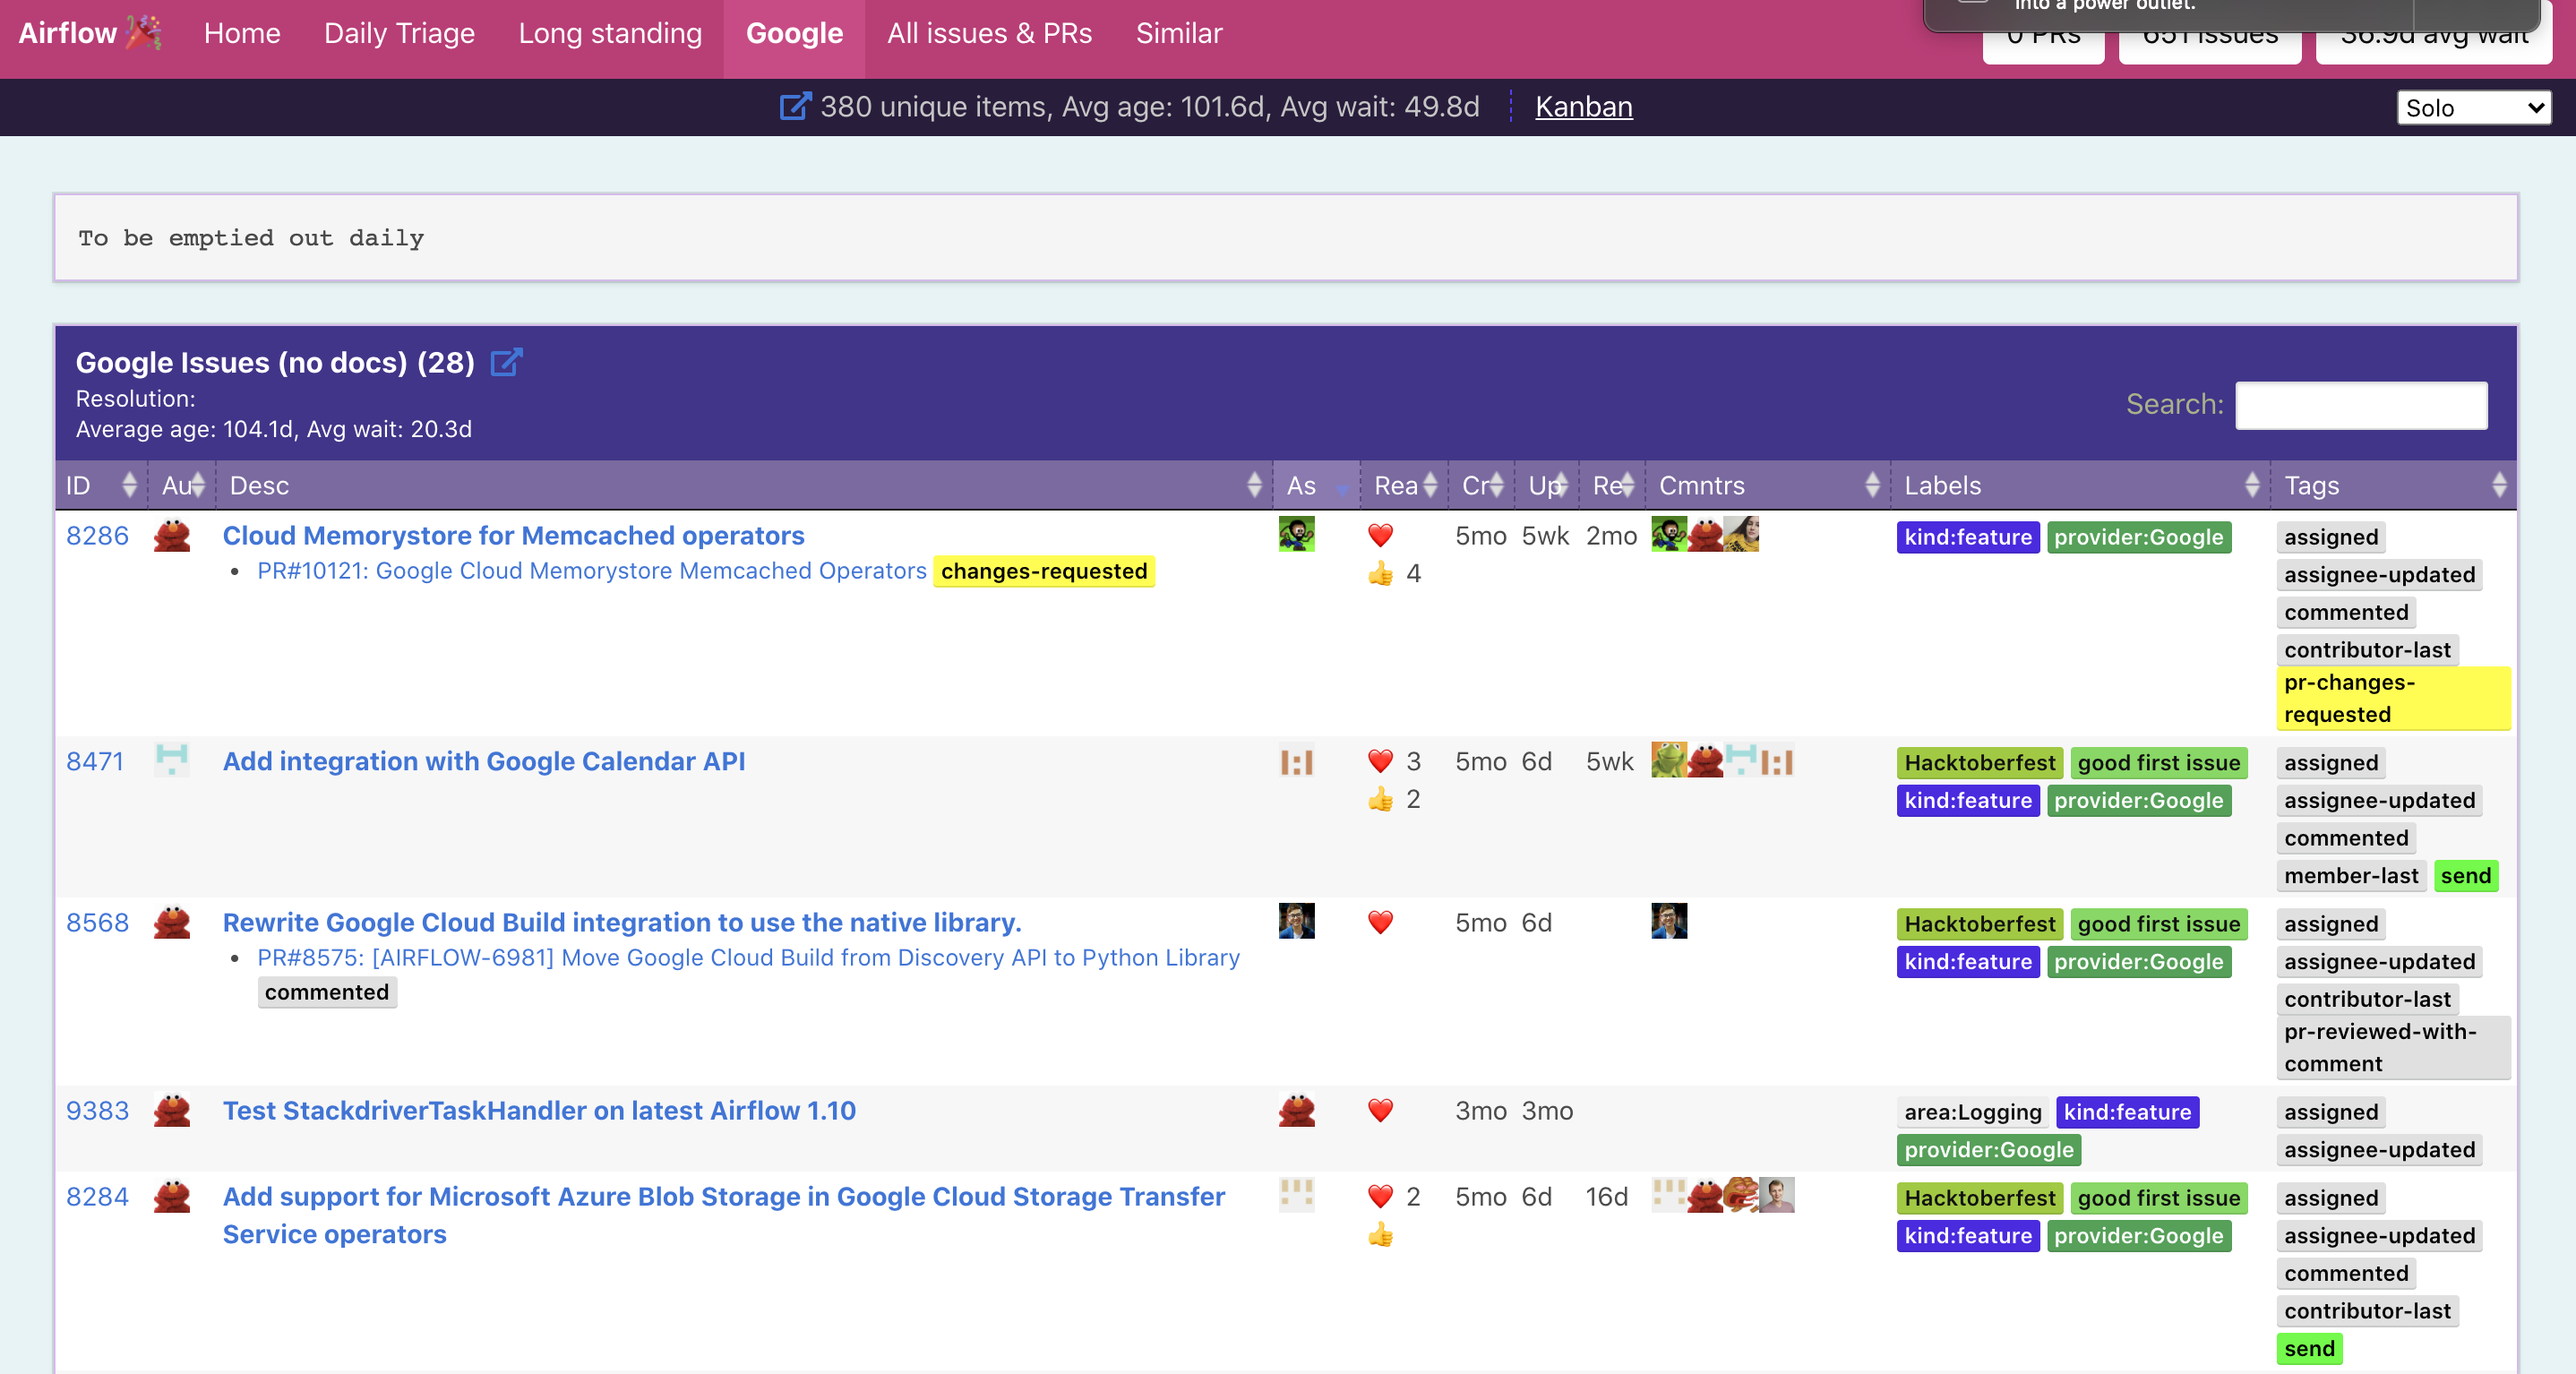 into a power outlet.
Airflow Home Daily Triage Long standing Google All issues & PRs Similar 0 PRs 651 issues 36.9d avg wait
380 unique items, Avg age: 101.6d, Avg wait: 49.8d Kanban Solo
To be emptied out daily
Google Issues (no docs) (28)
Resolution:
Average age: 104.1d, Avg wait: 20.3d
Search:
ID Au Desc As Rea Cr Up Re Cmntrs Labels Tags
8286 Cloud Memorystore for Memcached operators 5mo 5wk 2mo kind:feature provider:Google assigned
PR#10121: Google Cloud Memorystore Memcached Operators changes-requested 4 assignee-updated
commented
contributor-last
pr-changes-
requested
8471 Add integration with Google Calendar API 3 5mo 6d 5wk Hacktoberfest good first issue assigned
2 kind:feature provider:Google assignee-updated
commented
member-last send
8568 Rewrite Google Cloud Build integration to use the native library. 5mo 6d Hacktoberfest good first issue assigned
PR#8575: [AIRFLOW-6981] Move Google Cloud Build from Discovery API to Python Library kind:feature provider:Google assignee-updated
commented contributor-last
pr-reviewed-with-
comment
9383 Test StackdriverTaskHandler on latest Airflow 1.10 3mo 3mo area:Logging kind:feature assigned
provider:Google assignee-updated
8284 Add support for Microsoft Azure Blob Storage in Google Cloud Storage Transfer 2 5mo 6d 16d Hacktoberfest good first issue assigned
Service operators kind:feature provider:Google assignee-updated
commented
contributor-last
send